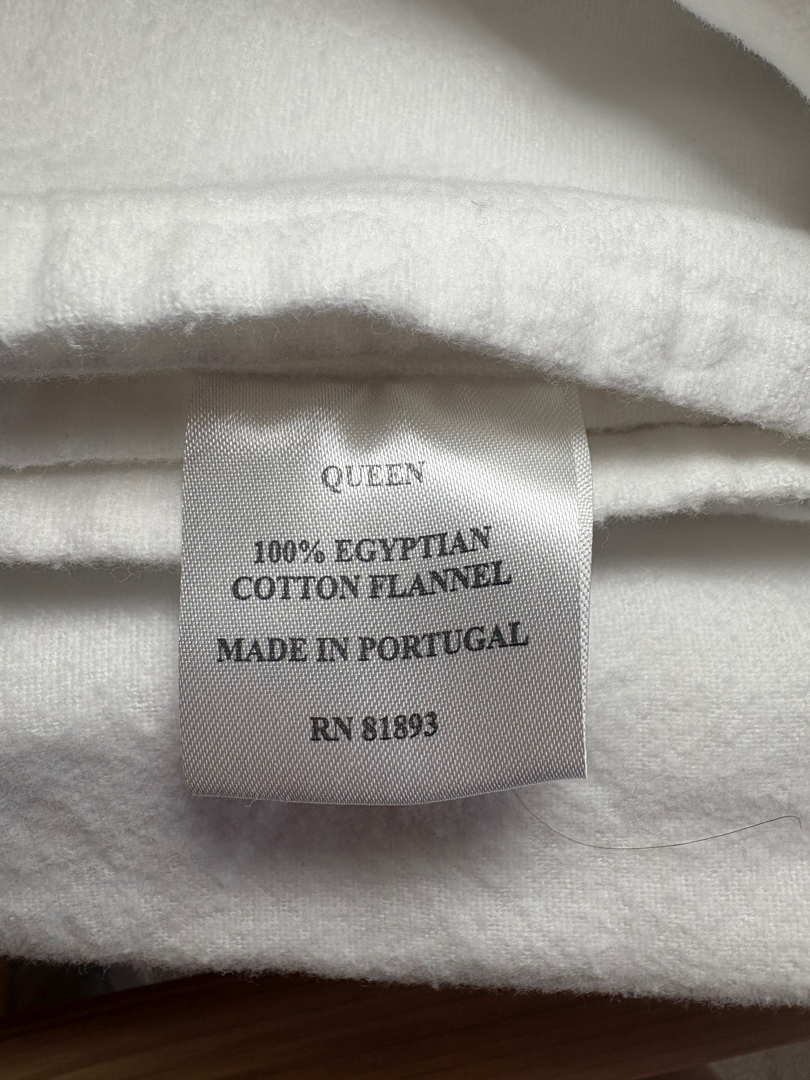 QUEEN
100% EGYPTIAN
COTTON FLANNEL
MADE IN PORTUGAL
RN 81893